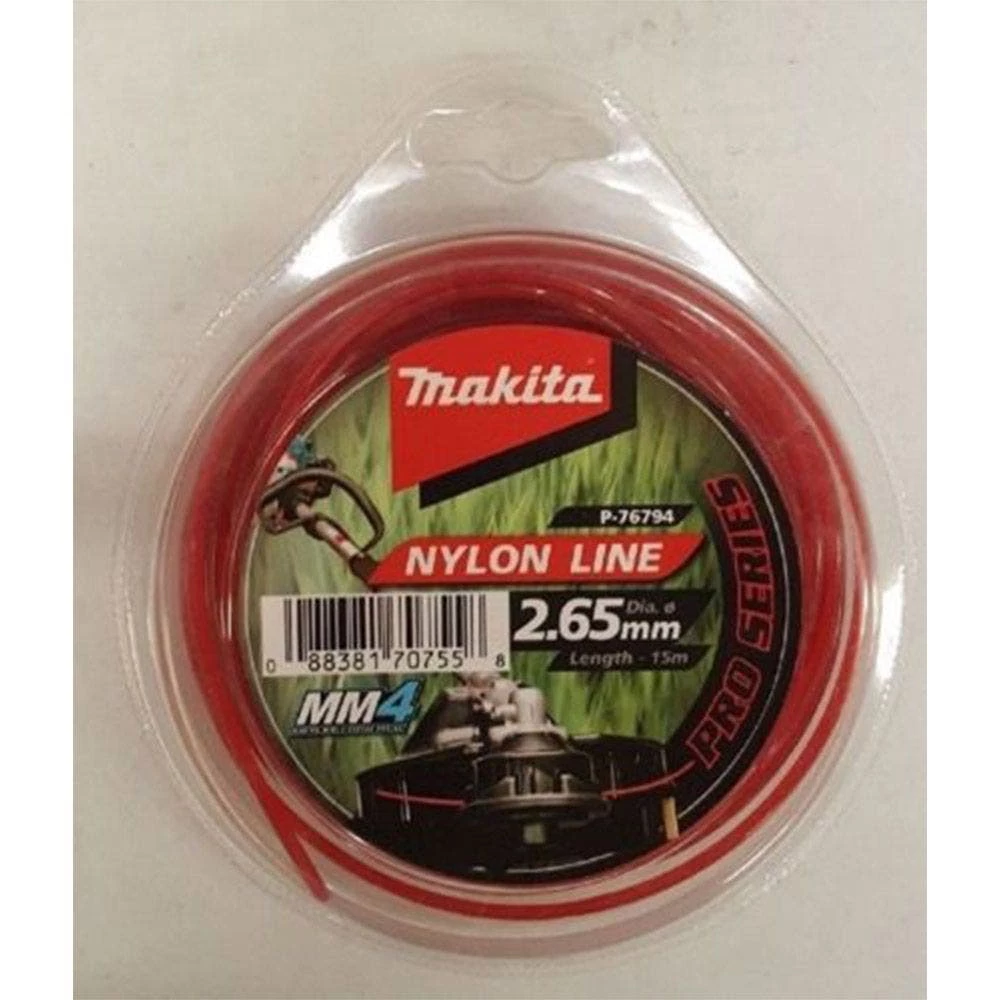 makita
P-76794
NYLON LINE
2.65mm Dia. ø
Length - 15m
PRO SERIES
0 88381 70755 8
MM4